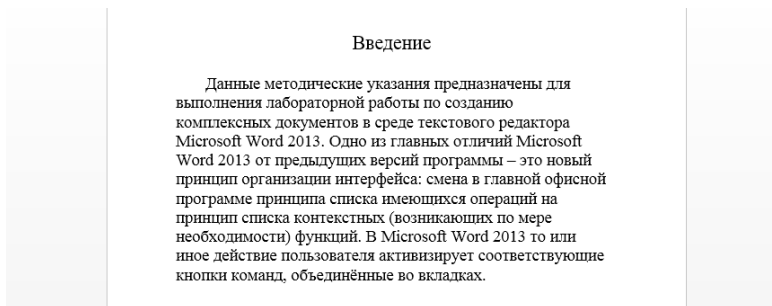 Введение
Данные методические указания предназначены для
выполнения лабораторной работы по созданию
комплексных документов в среде текстового редактора
Microsoft Word 2013. Одно из главных отличий Microsoft
Word 2013 от предыдущих версий программы – это новый
принцип организации интерфейса: смена в главной офисной
программе принципа списка имеющихся операций на
принцип списка контекстных (возникающих по мере
необходимости) функций. В Microsoft Word 2013 то или
иное действие пользователя активизирует соответствующие
кнопки команд, объединённые во вкладках.